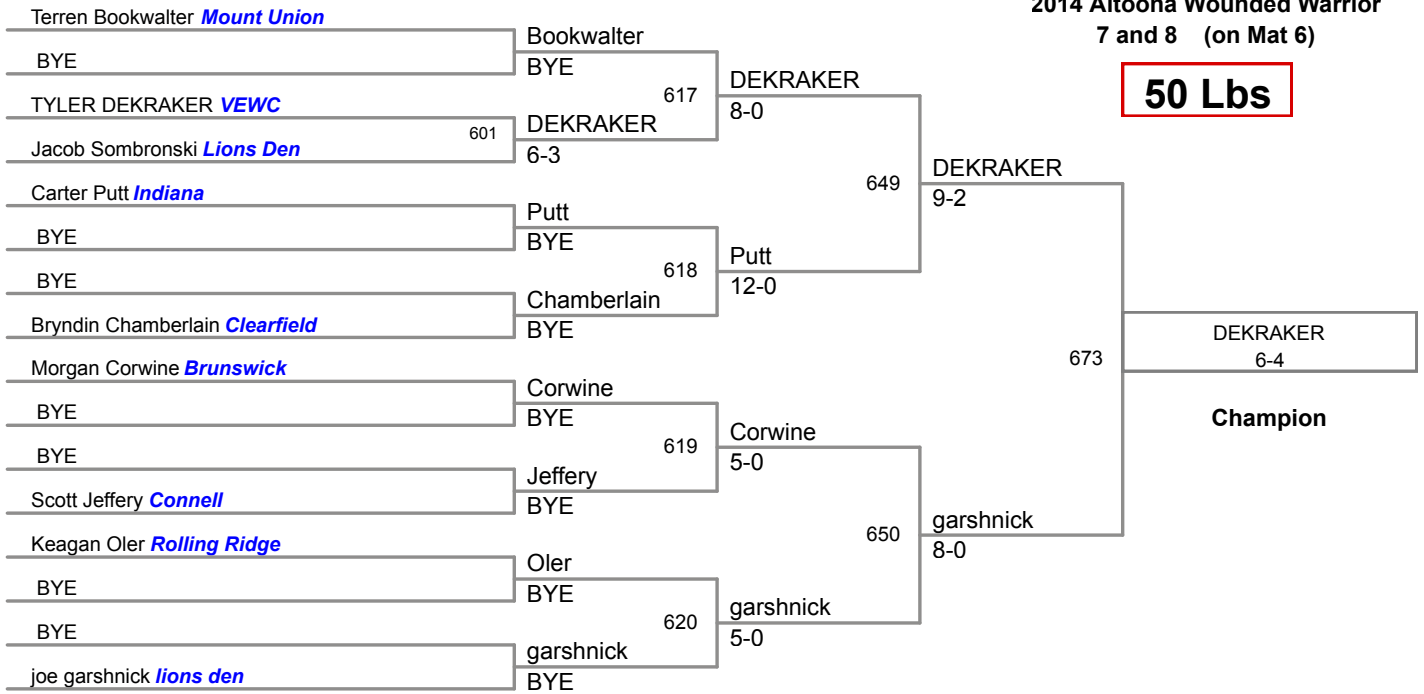 2014 Altoona Wounded Warrior
7 and 8 (on Mat 6)
50 Lbs
Terren Bookwalter Mount Union
BYE
TYLER DEKRAKER VEWC
Jacob Sombronski Lions Den
Carter Putt Indiana
BYE
BYE
Bryndin Chamberlain Clearfield
Morgan Corwine Brunswick
BYE
BYE
Scott Jeffery Connell
Keagan Oler Rolling Ridge
BYE
BYE
joe garshnick lions den
601
Bookwalter
BYE
DEKRAKER
6-3
Putt
BYE
Chamberlain
BYE
Corwine
BYE
Jeffery
BYE
Oler
BYE
garshnick
BYE
617
618
619
620
DEKRAKER
8-0
Putt
12-0
Corwine
5-0
garshnick
5-0
649
650
DEKRAKER
9-2
garshnick
8-0
673
DEKRAKER
6-4
Champion